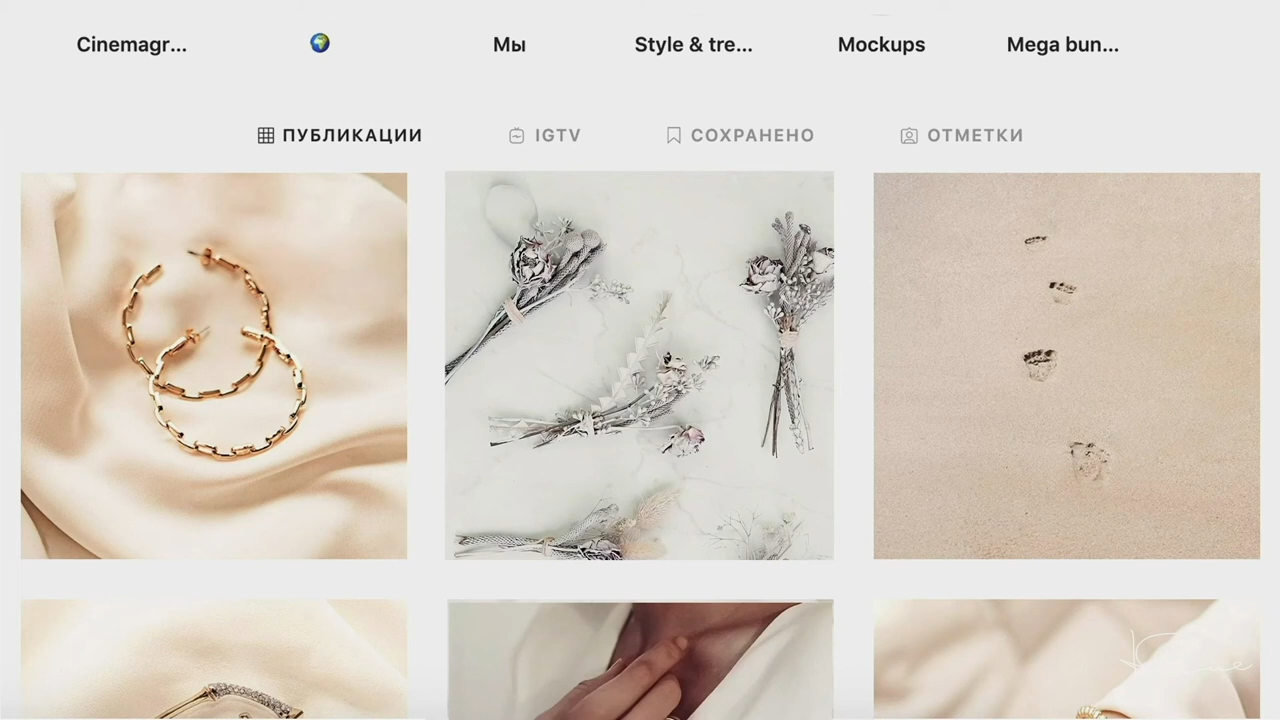 Cinemagr... 🌍 Мы Style & tre... Mockups Mega bun...
ПУБЛИКАЦИИ IGTV СОХРАНЕНО ОТМЕТКИ